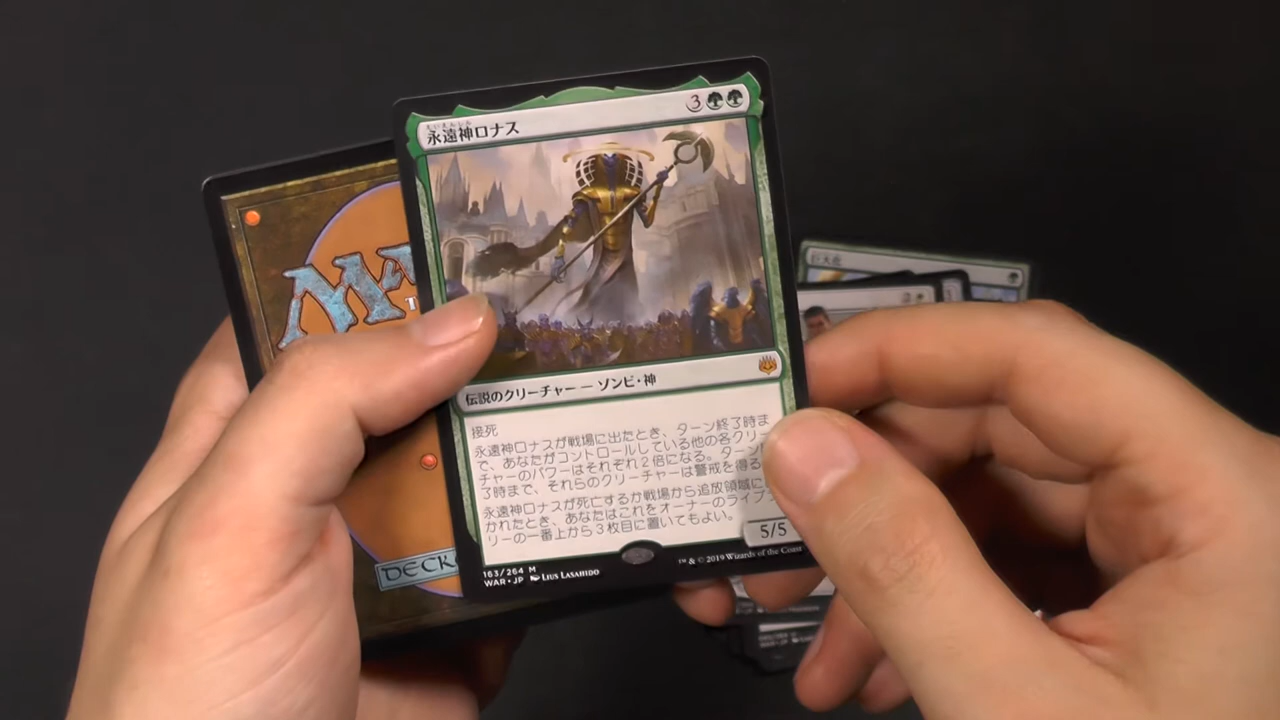 えいえんしん
永遠神ロナス
3
伝説のクリーチャー — ゾンビ・神
接死
永遠神ロナスが戦場に出たとき、ターン終了時ま
で、あなたがコントロールしている他の各クリー
チャーのパワーはそれぞれ2倍になる。ターン
了時まで、それらのクリーチャーは警戒を得る
永遠神ロナスが死亡するか戦場から追放領域に
かれたとき、あなたはこれをオーナーのライブラ
リーの一番上から3枚目に置いてもよい。
5/5
163/264 M
WAR • JP LIUS LASAHIDO
™ & © 2019 Wizards of the Coast
DECK
巨大化